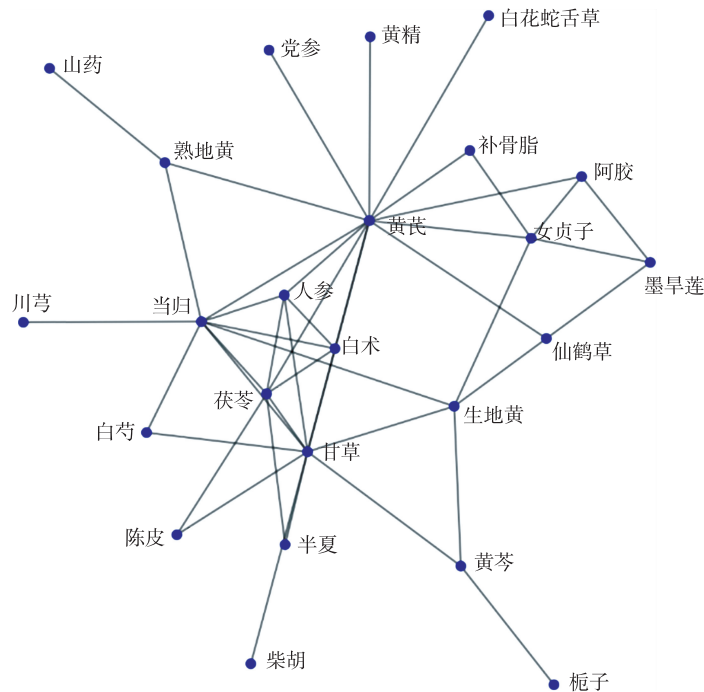 白花蛇舌草
黄精
党参
山药
补骨脂
熟地黄
阿胶
黄芪
女贞子
墨旱莲
人参
川芎
当归
白术
仙鹤草
茯苓
生地黄
白芍
甘草
陈皮
半夏
黄芩
柴胡
栀子